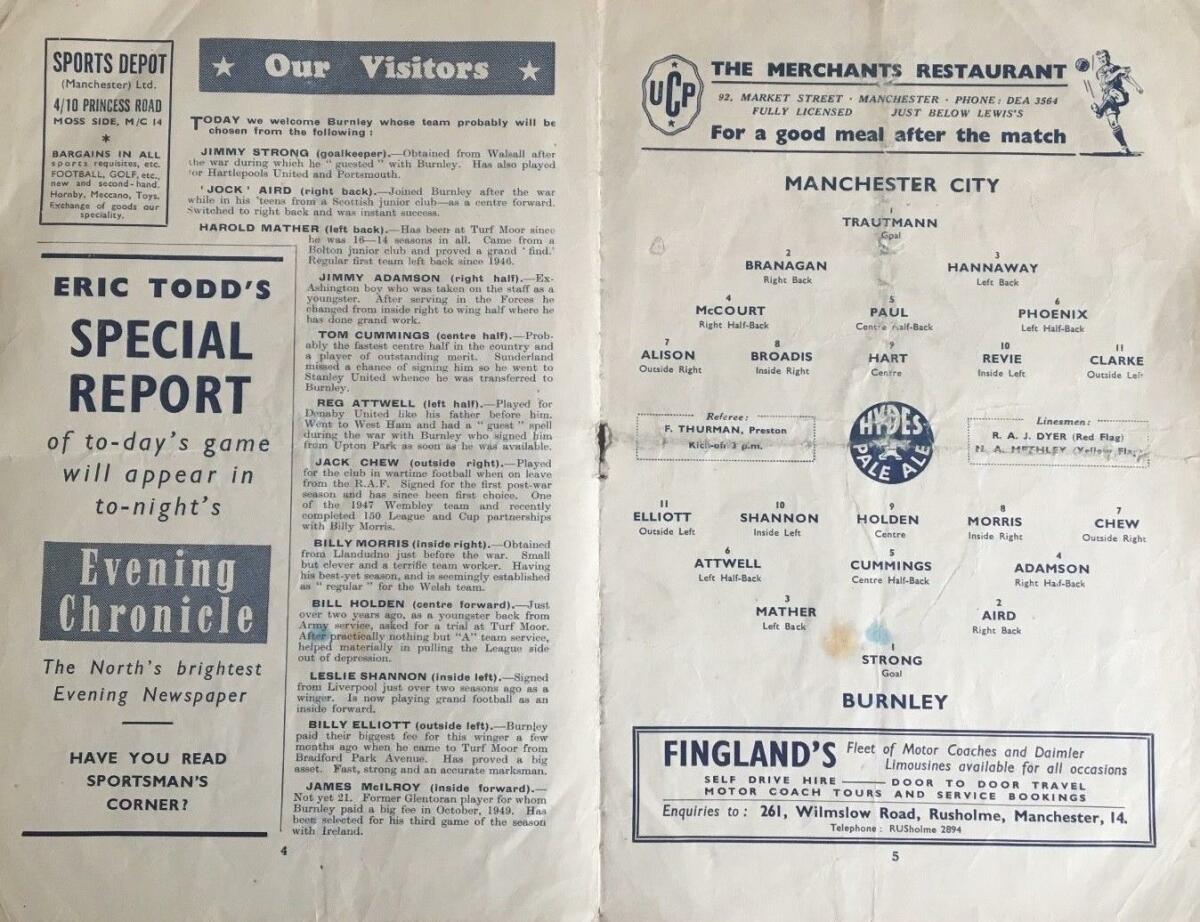 SPORTS DEPOT
(Manchester) Ltd.
4/10 PRINCESS ROAD
MOSS SIDE, M/C 14
*
BARGAINS IN ALL
sports requisites, etc.
FOOTBALL, GOLF, etc.,
new and second-hand.
Hornby, Meccano, Toys.
Exchange of goods our
speciality.
ERIC TODD'S
SPECIAL
REPORT
of to-day's game
will appear in
to-night's
Evening
Chronicle
The North's brightest
Evening Newspaper
HAVE YOU READ
SPORTSMAN'S
CORNER?
★ Our Visitors ★
TODAY we welcome Burnley whose team probably will be
chosen from the following :
JIMMY STRONG (goalkeeper).—Obtained from Walsall after
the war during which he "guested" with Burnley. Has also played
for Hartlepools United and Portsmouth.
'JOCK' AIRD (right back).—Joined Burnley after the war
while in his 'teens from a Scottish junior club—as a centre forward.
Switched to right back and was instant success.
HAROLD MATHER (left back).—Has been at Turf Moor since
he was 16—14 seasons in all. Came from a
Bolton junior club and proved a grand 'find.'
Regular first team left back since 1946.
JIMMY ADAMSON (right half).—Ex-
Ashington boy who was taken on the staff as a
youngster. After serving in the Forces he
changed from inside right to wing half where he
has done grand work.
TOM CUMMINGS (centre half).—Prob-
ably the fastest centre half in the country and
a player of outstanding merit. Sunderland
missed a chance of signing him so he went to
Stanley United whence he was transferred to
Burnley.
REG ATTWELL (left half).—Played for
Denaby United like his father before him.
Went to West Ham and had a "guest" spell
during the war with Burnley who signed him
from Upton Park as soon as he was available.
JACK CHEW (outside right).—Played
for the club in wartime football when on leave
from the R.A.F. Signed for the first post-war
season and has since been first choice. One
of the 1947 Wembley team and recently
completed 150 League and Cup partnerships
with Billy Morris.
BILLY MORRIS (inside right).—Obtained
from Llandudno just before the war. Small
but clever and a terrific team worker. Having
his best-yet season, and is seemingly established
as "regular" for the Welsh team.
BILL HOLDEN (centre forward).—Just
over two years ago, as a youngster back from
Army service, asked for a trial at Turf Moor.
After practically nothing but "A" team service,
helped materially in pulling the League side
out of depression.
LESLIE SHANNON (inside left).—Signed
from Liverpool just over two seasons ago as a
winger. Is now playing grand football as an
inside forward.
BILLY ELLIOTT (outside left).—Burnley
paid their biggest fee for this winger a few
months ago when he came to Turf Moor from
Bradford Park Avenue. Has proved a big
asset. Fast, strong and an accurate marksman.
JAMES McILROY (inside forward).—
Not yet 21. Former Glentoran player for whom
Burnley paid a big fee in October, 1949. Has
been selected for his third game of the season
with Ireland.
4
UCP
THE MERCHANTS RESTAURANT
92, MARKET STREET · MANCHESTER · PHONE: DEA 3564
FULLY LICENSED JUST BELOW LEWIS'S
For a good meal after the match
MANCHESTER CITY
1
TRAUTMANN
Goal
2 3
BRANAGAN HANNAWAY
Right Back Left Back
4 5 6
McCOURT PAUL PHOENIX
Right Half-Back Centre Half-Back Left Half-Back
7 8 9 10 11
ALISON BROADIS HART REVIE CLARKE
Outside Right Inside Right Centre Inside Left Outside Left
Referee:
F. THURMAN, Preston
Kick-off 3 p.m.
HYDES
PALE ALE
Linesmen:
R. A. J. DYER (Red Flag)
N. A. (Yellow Flag)
11 10 9 8 7
ELLIOTT SHANNON HOLDEN MORRIS CHEW
Outside Left Inside Left Centre Inside Right Outside Right
6 5 4
ATTWELL CUMMINGS ADAMSON
Left Half-Back Centre Half-Back Right Half-Back
3 2
MATHER AIRD
Left Back Right Back
1
STRONG
Goal
BURNLEY
FINGLAND'S Fleet of Motor Coaches and Daimler
Limousines available for all occasions
SELF DRIVE HIRE —— DOOR TO DOOR TRAVEL
MOTOR COACH TOURS AND SERVICE BOOKINGS
Enquiries to : 261, Wilmslow Road, Rusholme, Manchester, 14.
Telephone : RUSholme 2894
5